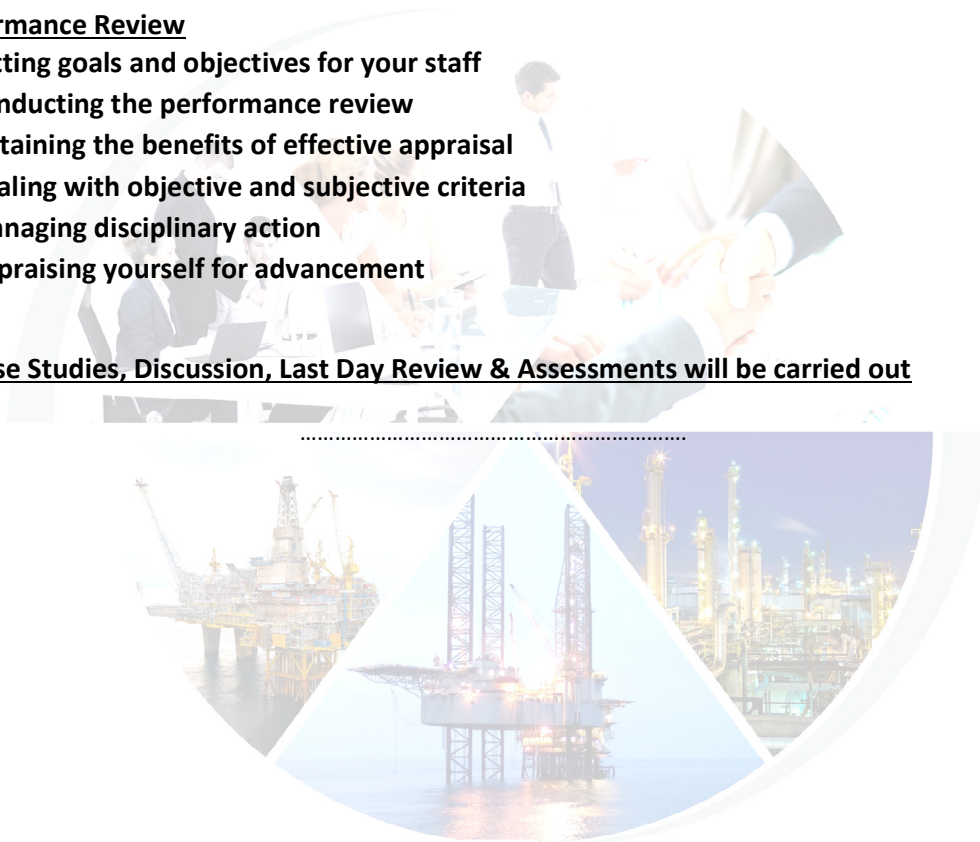 rmance Review
tting goals and objectives for your staff
nducting the performance review
taining the benefits of effective appraisal
aling with objective and subjective criteria
anaging disciplinary action
praising yourself for advancement
se Studies, Discussion, Last Day Review & Assessments will be carried out
………………………………………………………….